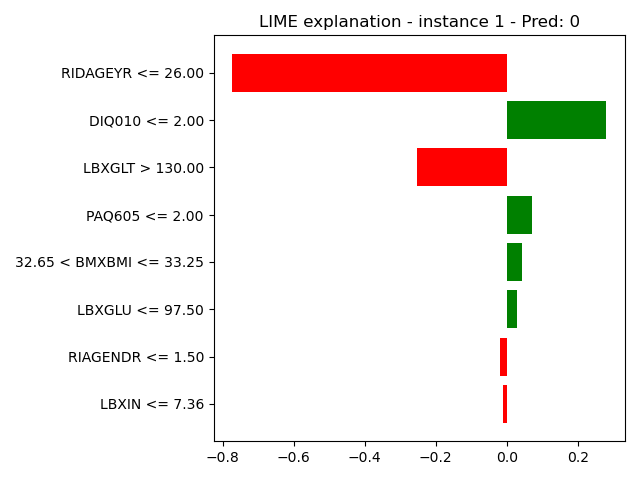 LIME explanation - instance 1 - Pred: 0
RIDAGEYR <= 26.00
DIQ010 <= 2.00
LBXGLT > 130.00
PAQ605 <= 2.00
32.65 < BMXBMI <= 33.25
LBXGLU <= 97.50
RIAGENDR <= 1.50
LBXIN <= 7.36
−0.8 −0.6 −0.4 −0.2 0.0 0.2